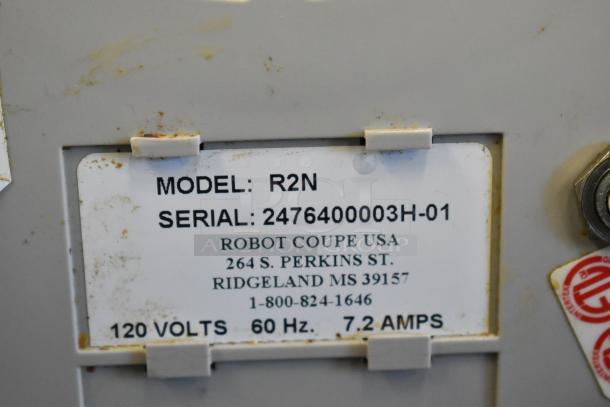 MODEL: R2N
SERIAL: 2476400003H-01
ROBOT COUPE USA
264 S. PERKINS ST.
RIDGELAND MS 39157
1-800-824-1646
120 VOLTS 60 Hz. 7.2 AMPS
INTERTEK